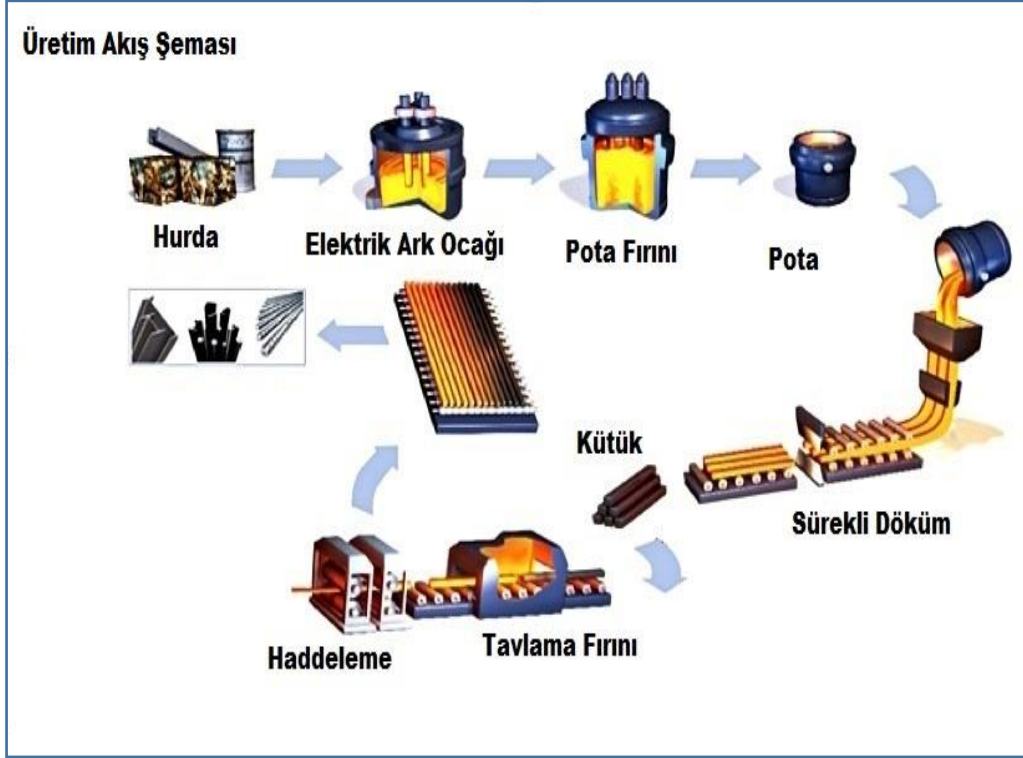 Üretim Akış Şeması
Hurda
Elektrik Ark Ocağı
Pota Fırını
Pota
Kütük
Sürekli Döküm
Haddeleme
Tavlama Fırını